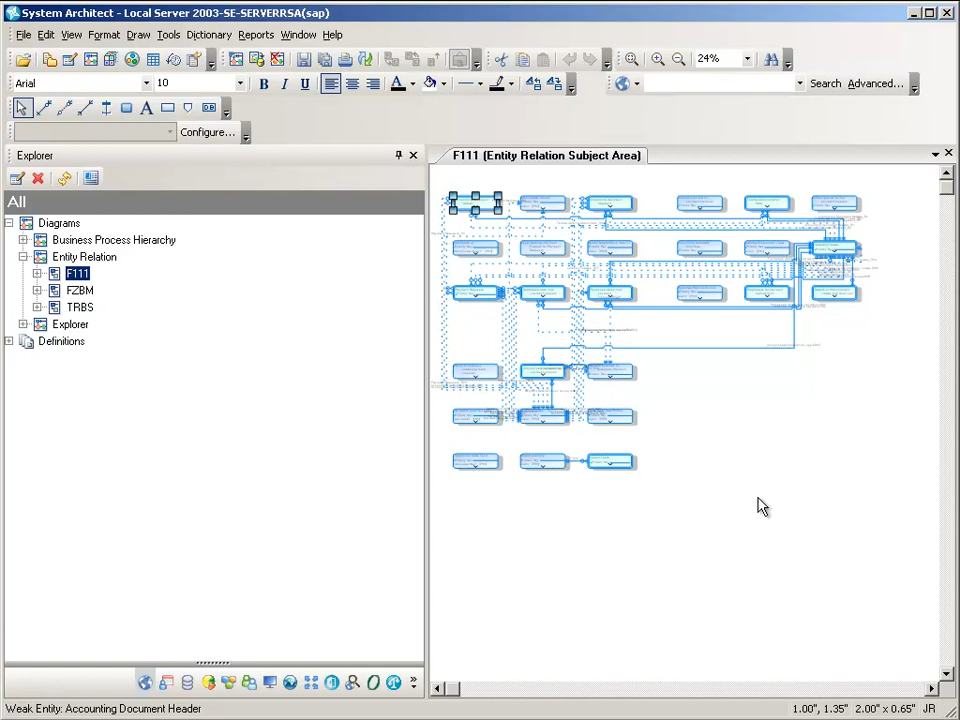 System Architect - Local Server 2003-SE-SERVERRSA(sap)
File Edit View Format Draw Tools Dictionary Reports Window Help
24%
Arial 10 B I U A Search Advanced...
A
Configure...
Explorer
F111 (Entity Relation Subject Area)
All
Diagrams
Business Process Hierarchy
Entity Relation
F111
FZBM
TRBS
Explorer
Definitions
Weak Entity: Accounting Document Header 1.00", 1.35" 2.00" x 0.65" JR